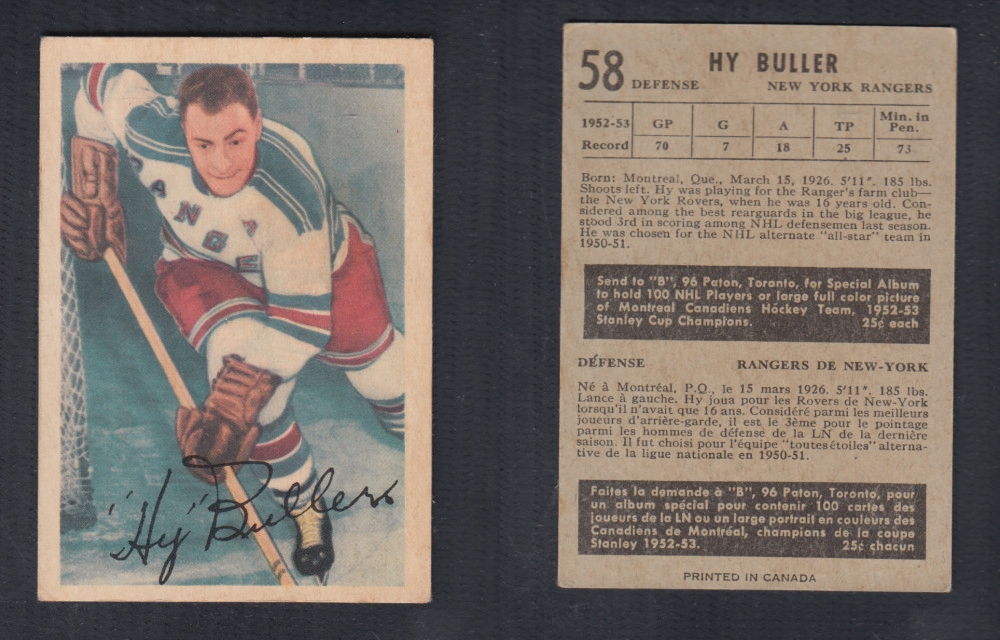 RANGE
"Hy" Buller
58
HY BULLER
DEFENSE NEW YORK RANGERS
1952-53 Record GP G A TP Min. in Pen.
70 7 18 25 73
Born: Montreal, Que., March 15, 1926. 5'11". 185 lbs.
Shoots left. Hy was playing for the Ranger's farm club—
the New York Rovers, when he was 16 years old. Con-
sidered among the best rearguards in the big league, he
stood 3rd in scoring among NHL defensemen last season.
He was chosen for the NHL alternate "all-star" team in
1950-51.
Send to "B", 96 Paton, Toronto, for Special Album
to hold 100 NHL Players or large full color picture
of Montreal Canadiens Hockey Team, 1952-53
Stanley Cup Champions. 25¢ each
DÉFENSE RANGERS DE NEW-YORK
Né à Montréal, P.Q., le 15 mars 1926. 5'11". 185 lbs.
Lance à gauche. Hy joua pour les Rovers de New-York
lorsqu'il n'avait que 16 ans. Considéré parmi les meilleurs
joueurs d'arrière-garde, il est le 3ème pour le pointage
parmi les hommes de défense de la LN de la dernière
saison. Il fut choisi pour l'équipe "toutes étoiles" alterna-
tive de la ligue nationale en 1950-51.
Faites la demande à "B", 96 Paton, Toronto, pour
un album spécial pour contenir 100 cartes des
joueurs de la LN ou un large portrait en couleurs des
Canadiens de Montréal, champions de la coupe
Stanley 1952-53. 25¢ chacun
PRINTED IN CANADA